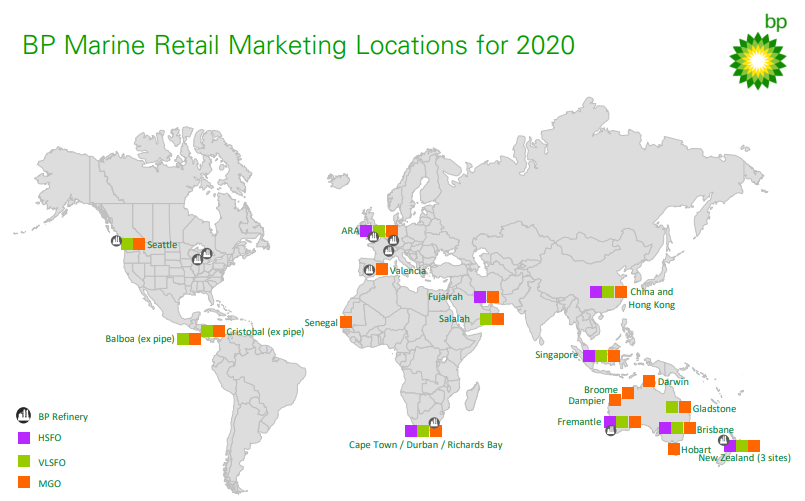 bp
BP Marine Retail Marketing Locations for 2020
ARA
Seattle
Valencia
Fujairah
China and
Hong Kong
Senegal
Salalah
Cristobal (ex pipe)
Balboa (ex pipe)
Singapore
Darwin
Broome
Dampier
Gladstone
BP Refinery
Fremantle
Brisbane
HSFO
Cape Town / Durban / Richards Bay
Hobart
New Zealand (3 sites)
VLSFO
MGO